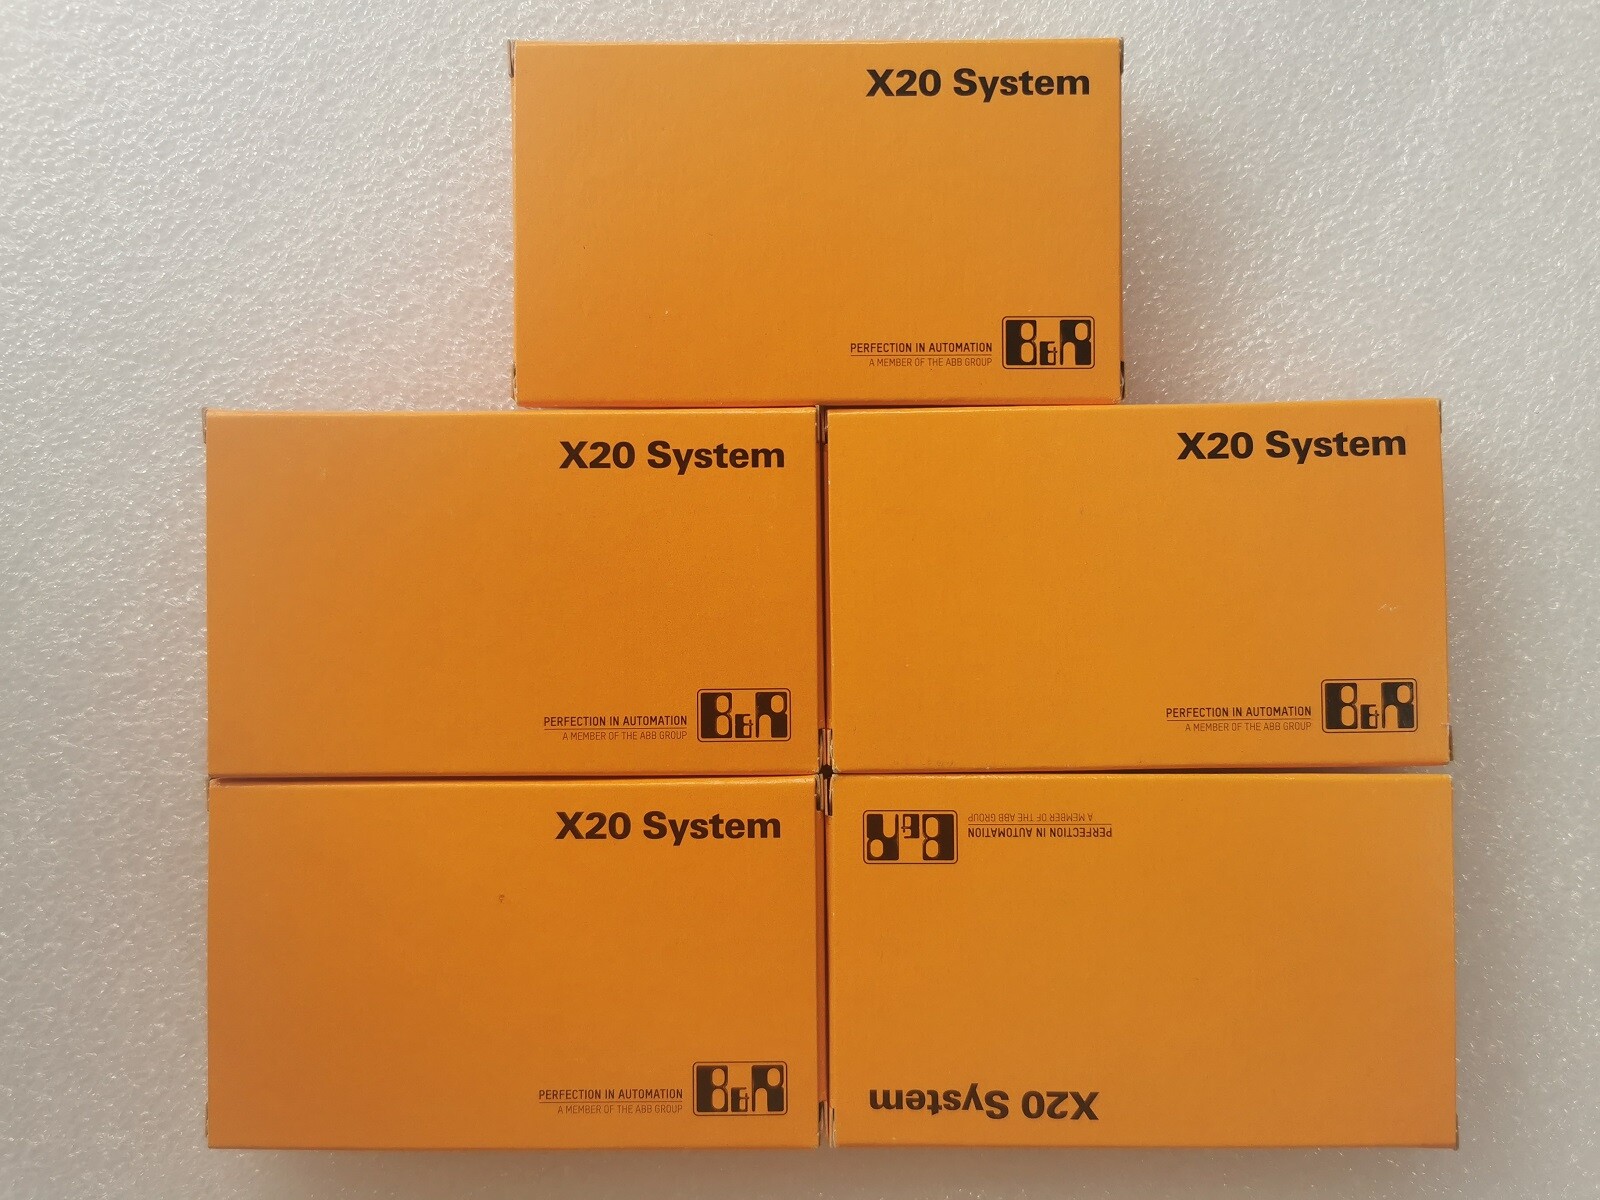 X20 System
PERFECTION IN AUTOMATION
A MEMBER OF THE ABB GROUP
B&R
X20 System
PERFECTION IN AUTOMATION
A MEMBER OF THE ABB GROUP
B&R
X20 System
PERFECTION IN AUTOMATION
A MEMBER OF THE ABB GROUP
B&R
X20 System
PERFECTION IN AUTOMATION
A MEMBER OF THE ABB GROUP
B&R
X20 System
PERFECTION IN AUTOMATION
A MEMBER OF THE ABB GROUP
B&R